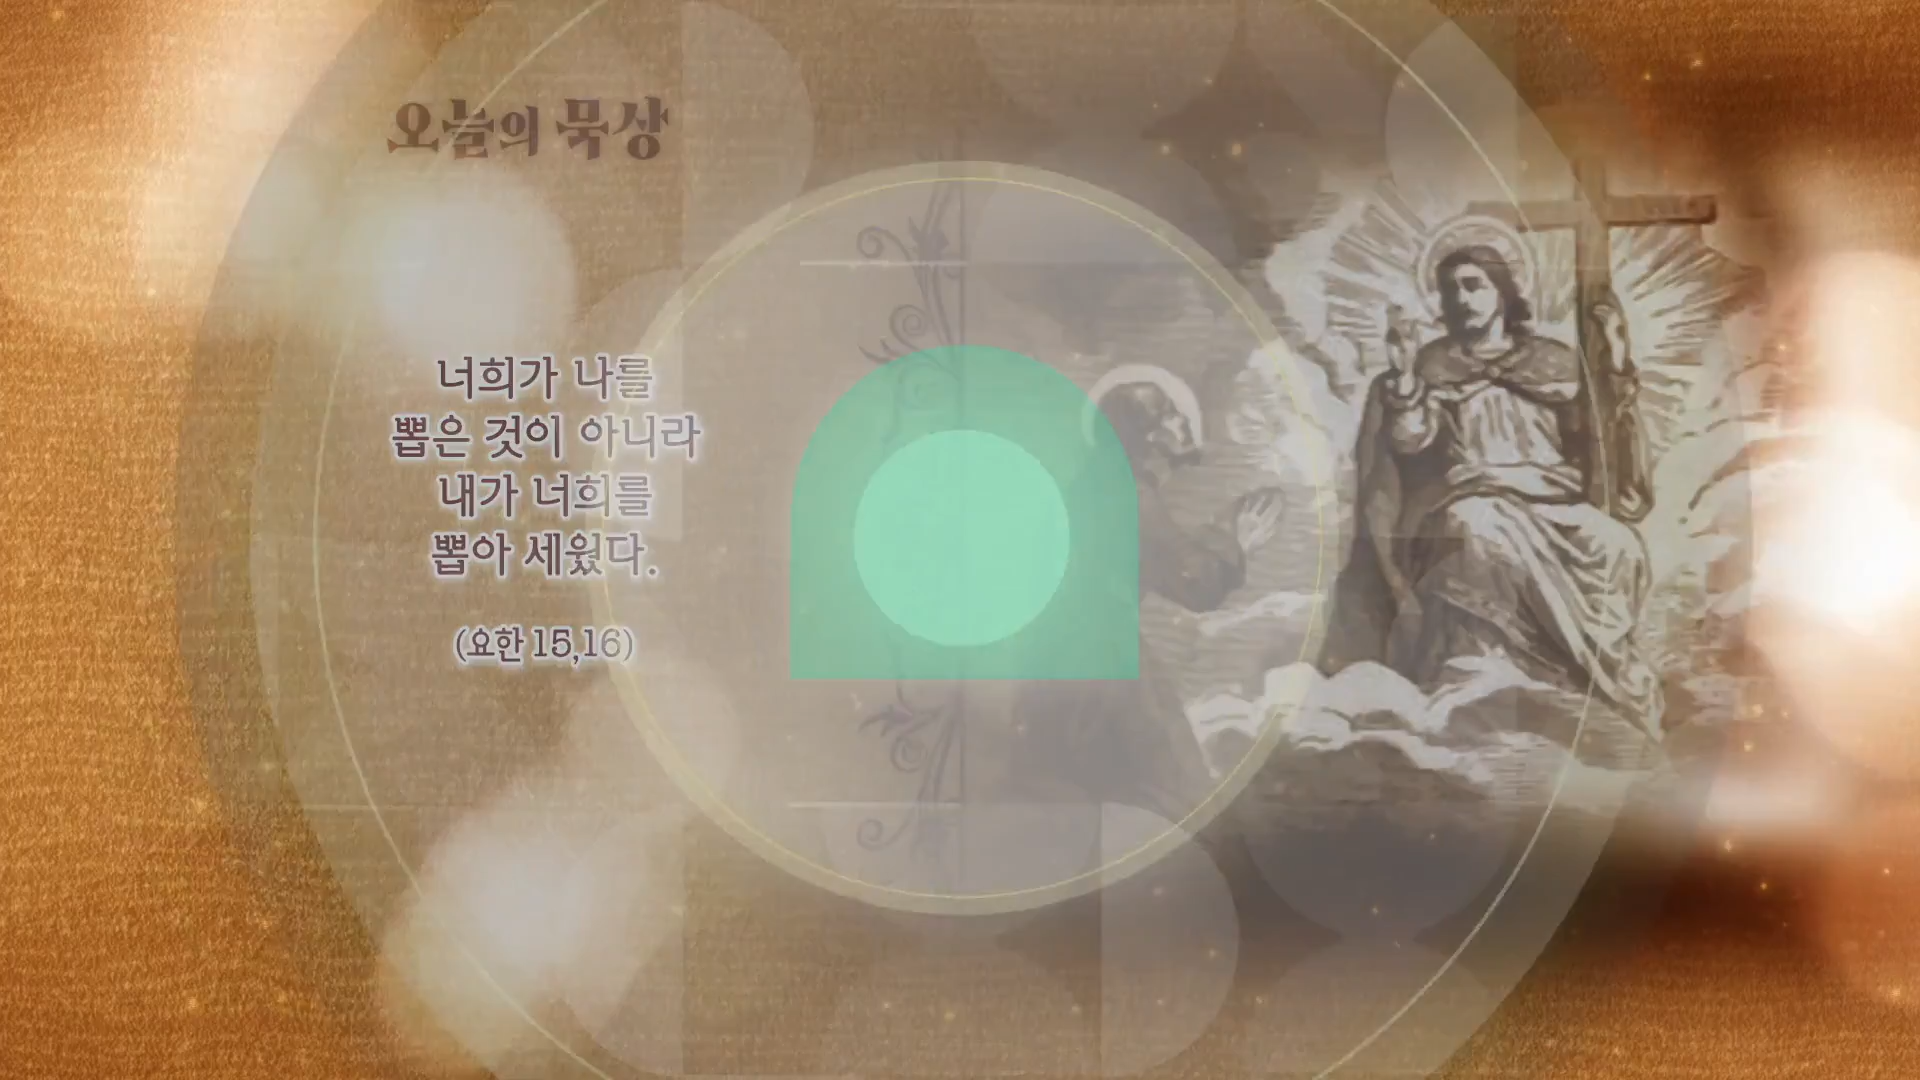 오늘의 묵상
너희가 나를
뽑은 것이 아니라
내가 너희를
뽑아 세웠다.
(요한 15,16)